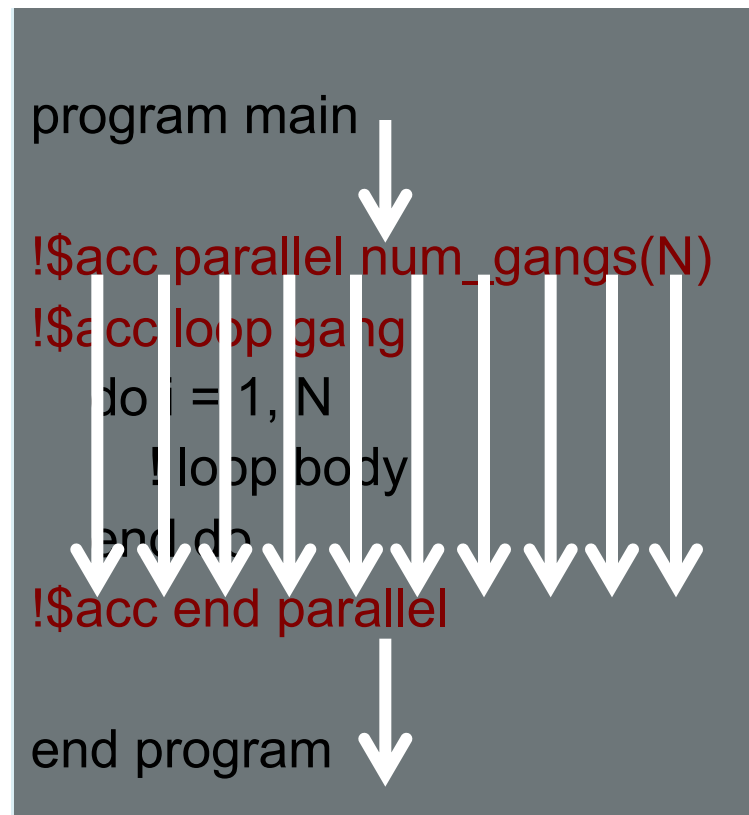 program main
!$acc parallel num_gangs(N)
!$acc loop gang
do i = 1, N
! loop body
end do
!$acc end parallel
end program